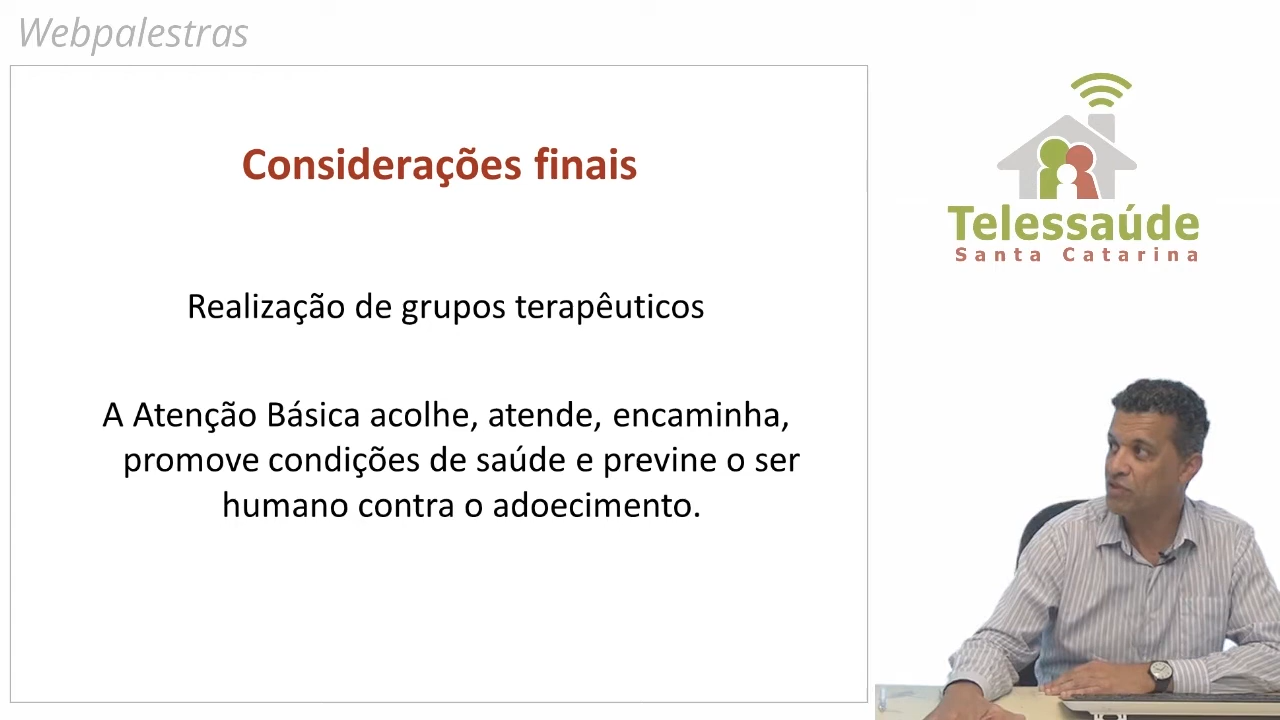 Webpalestras
Considerações finais
Realização de grupos terapêuticos
A Atenção Básica acolhe, atende, encaminha,
promove condições de saúde e previne o ser
humano contra o adoecimento.
Telessaúde
Santa Catarina